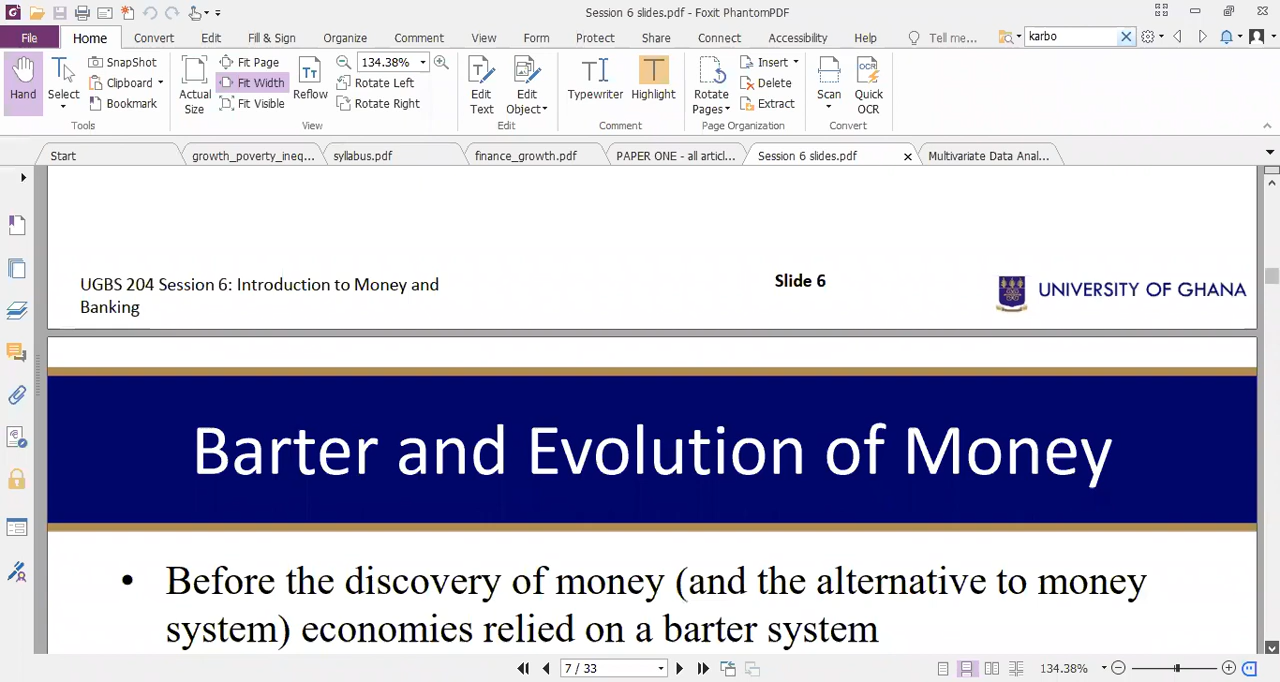 Session 6 slides.pdf - Foxit PhantomPDF
File Home Convert Edit Fill & Sign Organize Comment View Form Protect Share Connect Accessibility Help Tell me... karbo
Hand
Select
SnapShot
Clipboard
Bookmark
Tools
Actual Size
Fit Page
Fit Width
Fit Visible
Reflow
134.38%
Rotate Left
Rotate Right
View
Edit Text
Edit Object
Edit
Typewriter
Highlight
Comment
Rotate Pages
Insert
Delete
Extract
Page Organization
Scan
OCR
Quick OCR
Convert
Start growth_poverty_ineq... syllabus.pdf finance_growth.pdf PAPER ONE - all articl... Session 6 slides.pdf Multivariate Data Anal...
UGBS 204 Session 6: Introduction to Money and
Banking
Slide 6
UNIVERSITY OF GHANA
Barter and Evolution of Money
• Before the discovery of money (and the alternative to money
system) economies relied on a barter system
7 / 33
134.38%